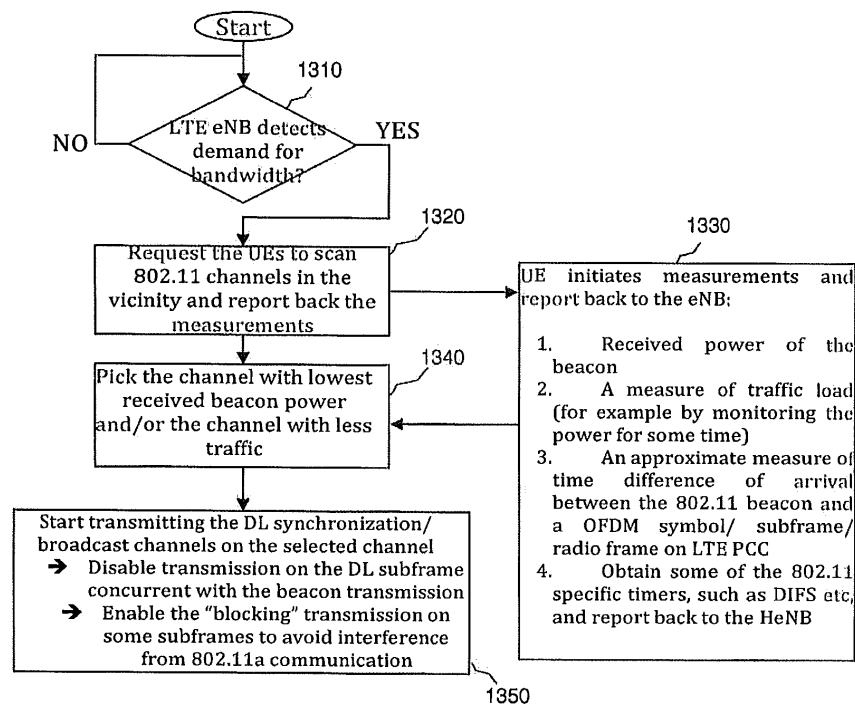 Start
1310
LTE eNB detects
demand for
bandwidth?
NO
YES
1320
Request the UEs to scan
802.11 channels in the
vicinity and report back the
measurements
1330
UE initiates measurements and
report back to the eNB:
1. Received power of the
beacon
2. A measure of traffic load
(for example by monitoring the
power for some time)
3. An approximate measure of
time difference of arrival
between the 802.11 beacon and
a OFDM symbol/ subframe/
radio frame on LTE PCC
4. Obtain some of the 802.11
specific timers, such as DIFS etc,
and report back to the HeNB
1340
Pick the channel with lowest
received beacon power
and/or the channel with less
traffic
Start transmitting the DL synchronization/
broadcast channels on the selected channel
➔ Disable transmission on the DL subframe
concurrent with the beacon transmission
➔ Enable the “blocking” transmission on
some subframes to avoid interference
from 802.11a communication
1350